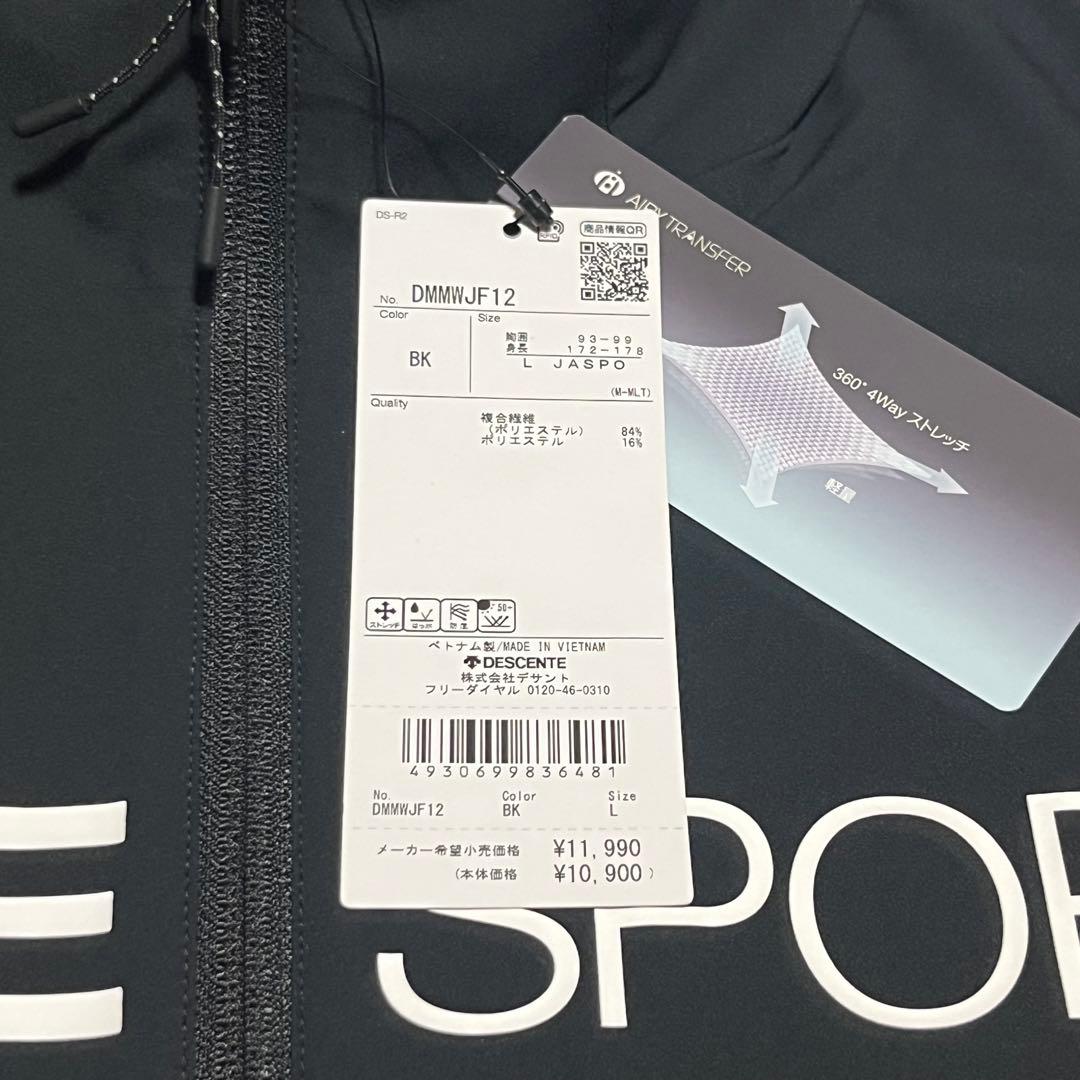 DS-R2
RFID
商品情報QR
No. DMMWJF12
Color
Size
BK
胸囲 93-99
身長 172-178
L JASPO
(M-MLT)
Quality
複合繊維
(ポリエステル) 84%
ポリエステル 16%
ストレッチ
はっ水
防風
50+
ベトナム製/MADE IN VIETNAM
DESCENTE
株式会社デサント
フリーダイヤル 0120-46-0310
4930699836481
No. Color Size
DMMWJF12 BK L
メーカー希望小売価格 ¥11,990
(本体価格 ¥10,900)
AIRY TRANSFER
360° 4Way ストレッチ
軽量
E SPOR